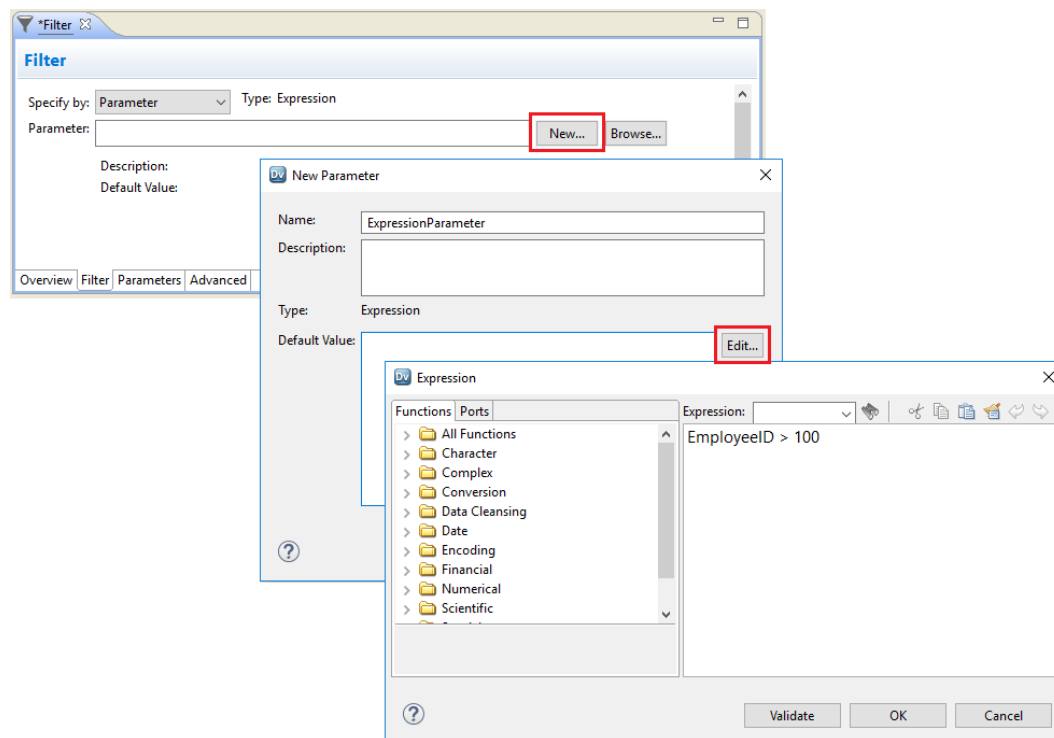 *Filter
Filter
Specify by: Parameter Type: Expression
Parameter: New... Browse...
Description:
Default Value:
Overview Filter Parameters Advanced
Dv New Parameter
Name: ExpressionParameter
Description:
Type: Expression
Default Value: Edit...
?
Dv Expression
Functions Ports
All Functions
Character
Complex
Conversion
Data Cleansing
Date
Encoding
Financial
Numerical
Scientific
Expression:
EmployeeID > 100
?
Validate OK Cancel